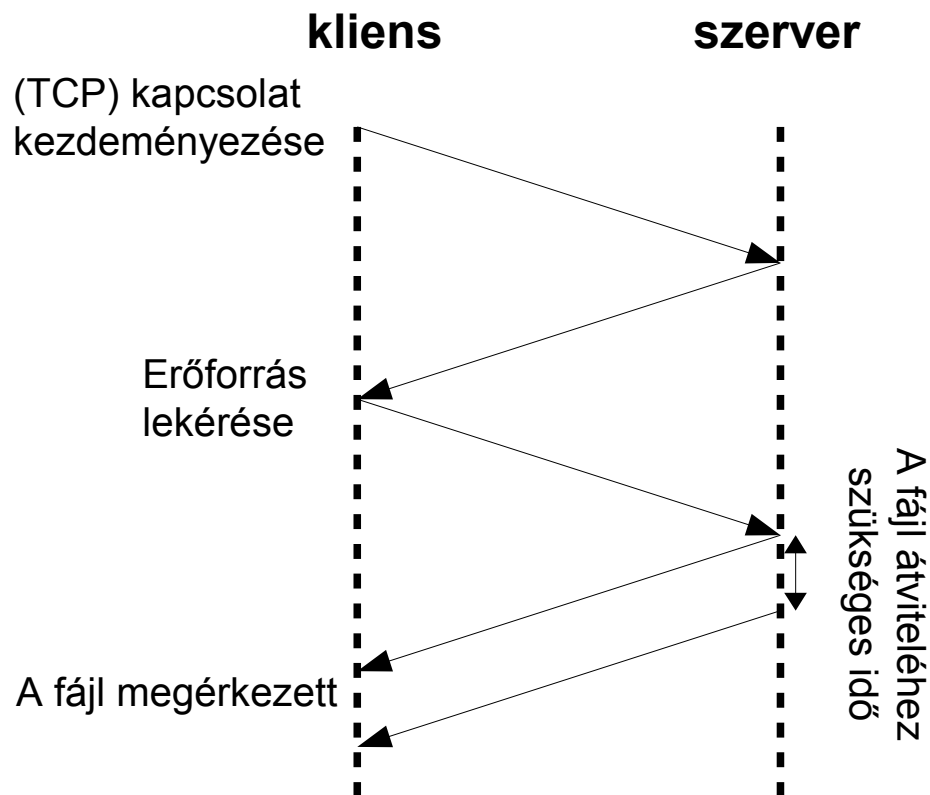 kliens
szerver
(TCP) kapcsolat
kezdeményezése
Erőforrás
lekérése
A fájl átviteléhez
szükséges idő
A fájl megérkezett